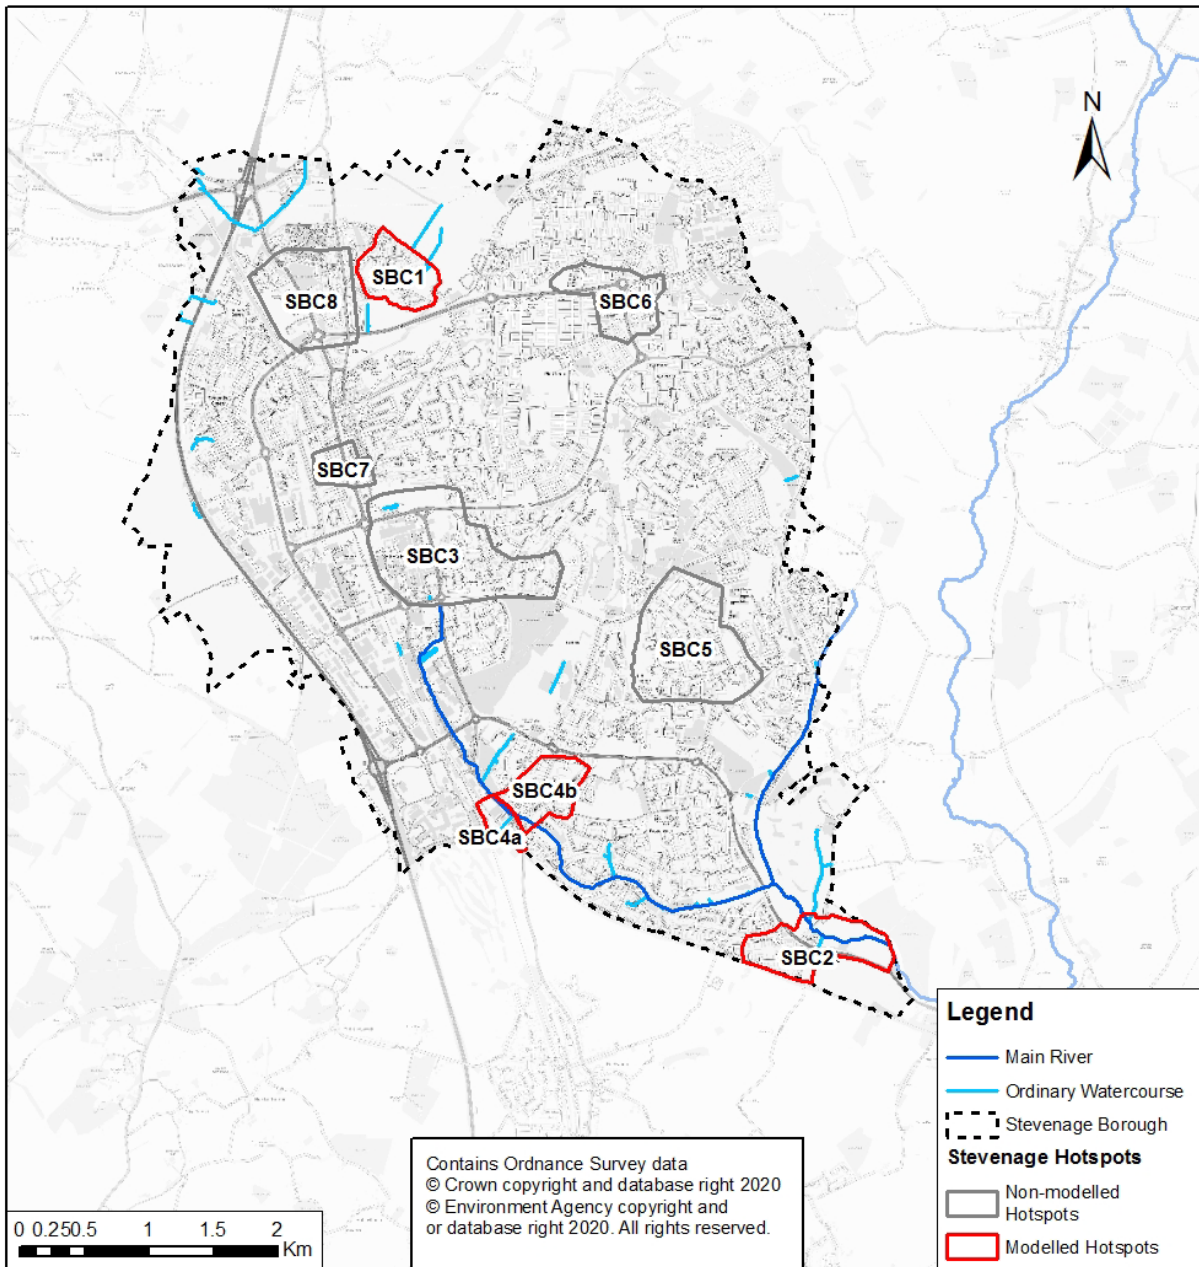 N
SBC1
SBC8
SBC6
SBC7
SBC3
SBC5
SBC4b
SBC4a
SBC2
Legend
Main River
Ordinary Watercourse
Stevenage Borough
Stevenage Hotspots
Non-modelled
Hotspots
Modelled Hotspots
Contains Ordnance Survey data
© Crown copyright and database right 2020
© Environment Agency copyright and
or database right 2020. All rights reserved.
0 0.250.5 1 1.5 2
Km